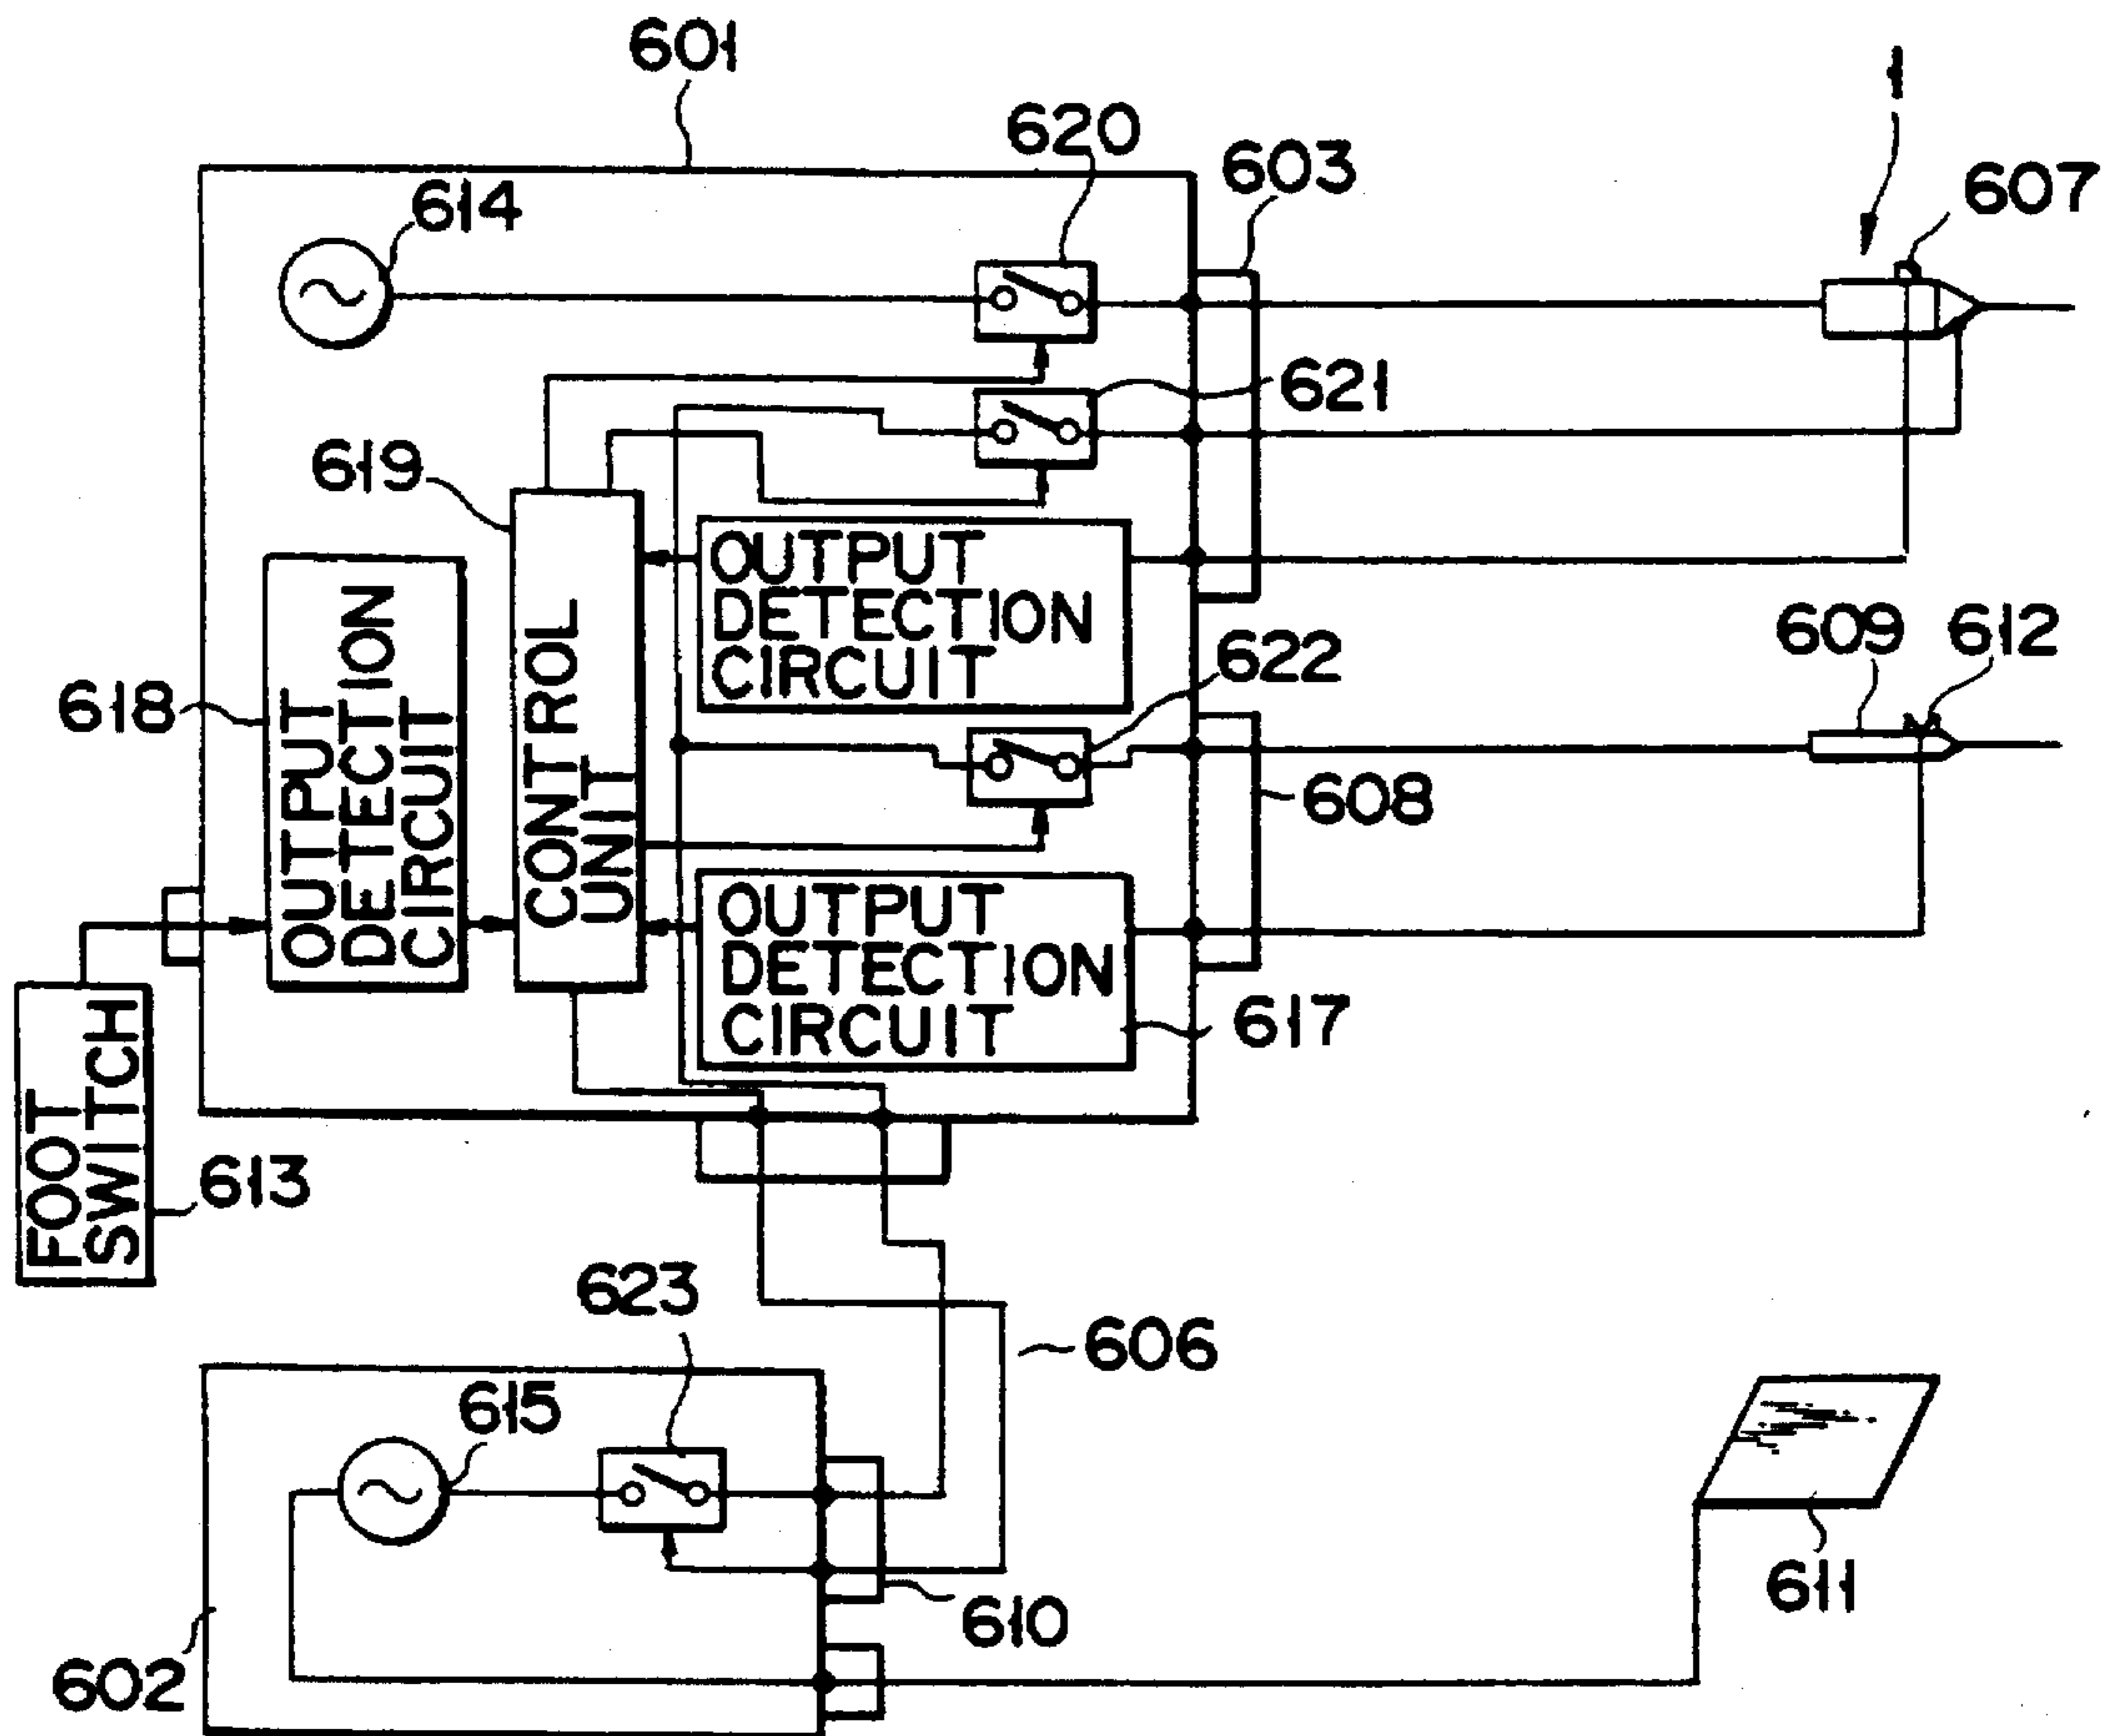 601
1
620
603
607
614
621
619
OUTPUT
DETECTION
CIRCUIT
609
612
622
618
OUTPUT
DETECTION
CIRCUIT
CONTROL
UNIT
608
OUTPUT
DETECTION
CIRCUIT
617
FOOT
SWITCH
613
623
606
615
610
611
602